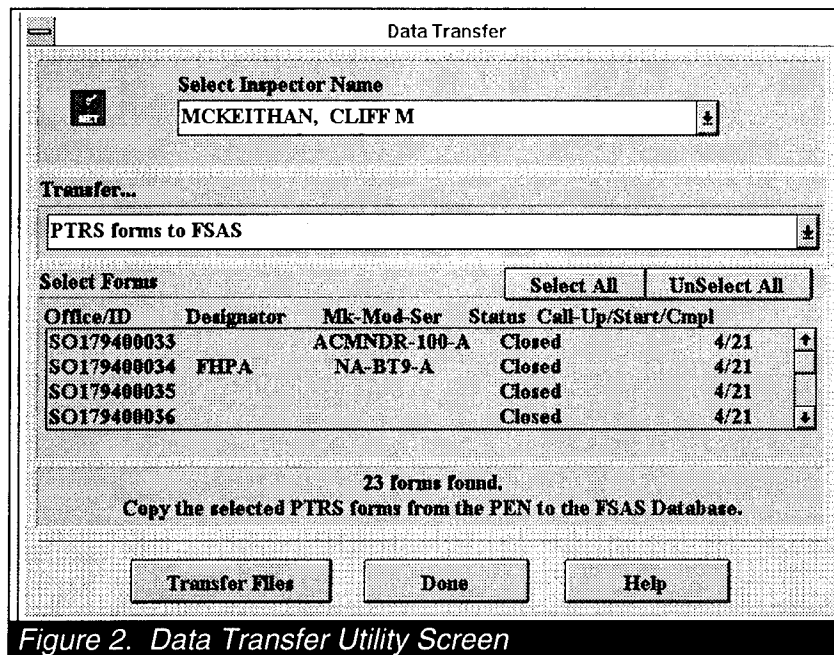 Data Transfer
Select Inspector Name
MCKEITHAN, CLIFF M
Transfer...
PTRS forms to FSAS
Select Forms Select All UnSelect All
Office/ID Designator Mk-Mod-Ser Status Call-Up/Start/Cmpl
SO179400033 ACMNDR-100-A Closed 4/21
SO179400034 FHPA NA-BT9-A Closed 4/21
SO179400035 Closed 4/21
SO179400036 Closed 4/21
23 forms found.
Copy the selected PTRS forms from the PEN to the FSAS Database.
Transfer Files Done Help
Figure 2. Data Transfer Utility Screen